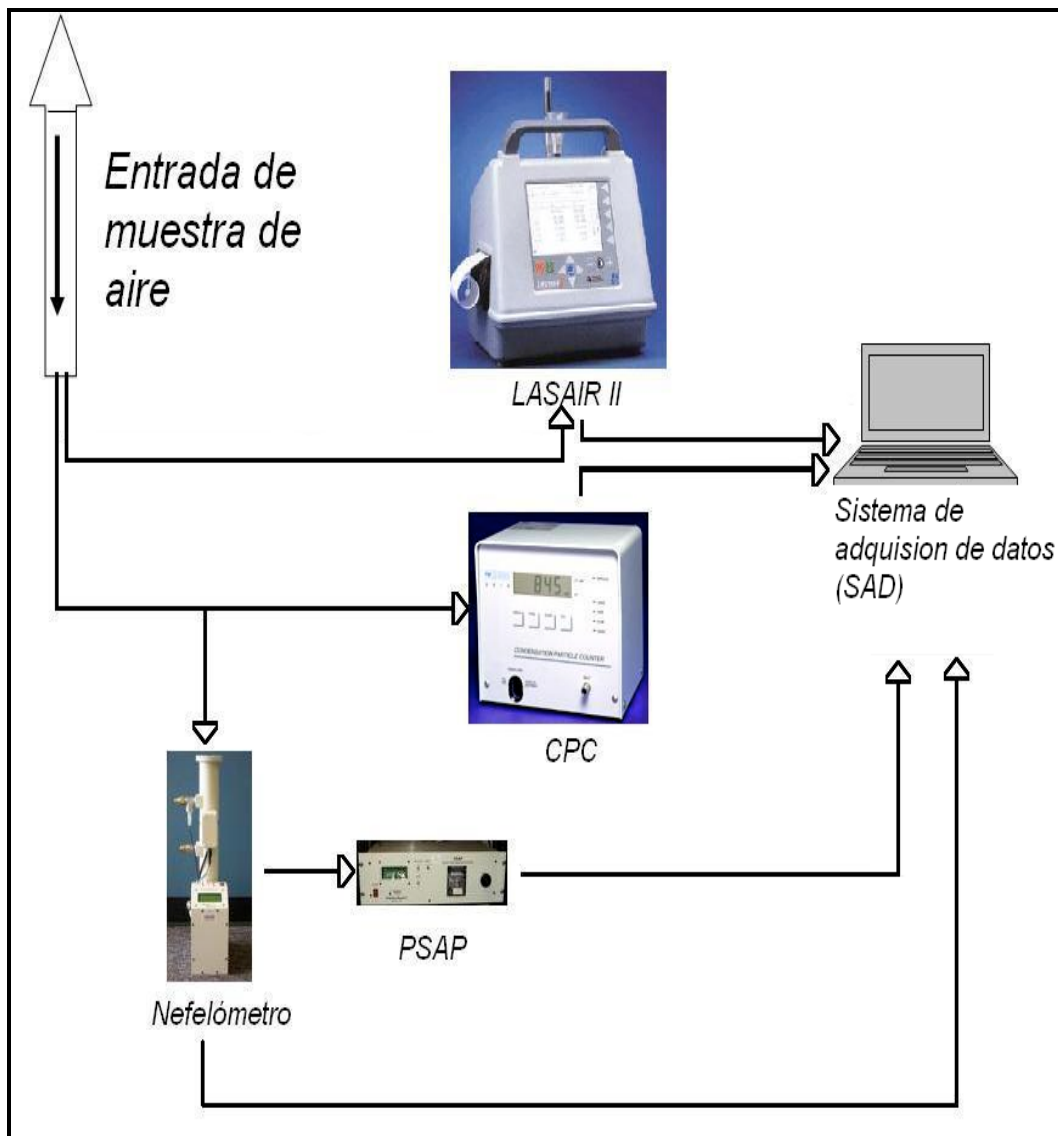 Entrada de
muestra de
aire
LASAIR II
Sistema de
adquision de datos
(SAD)
845
CONDENSATION PARTICLE COUNTER
CPC
PSAP
Nefelómetro